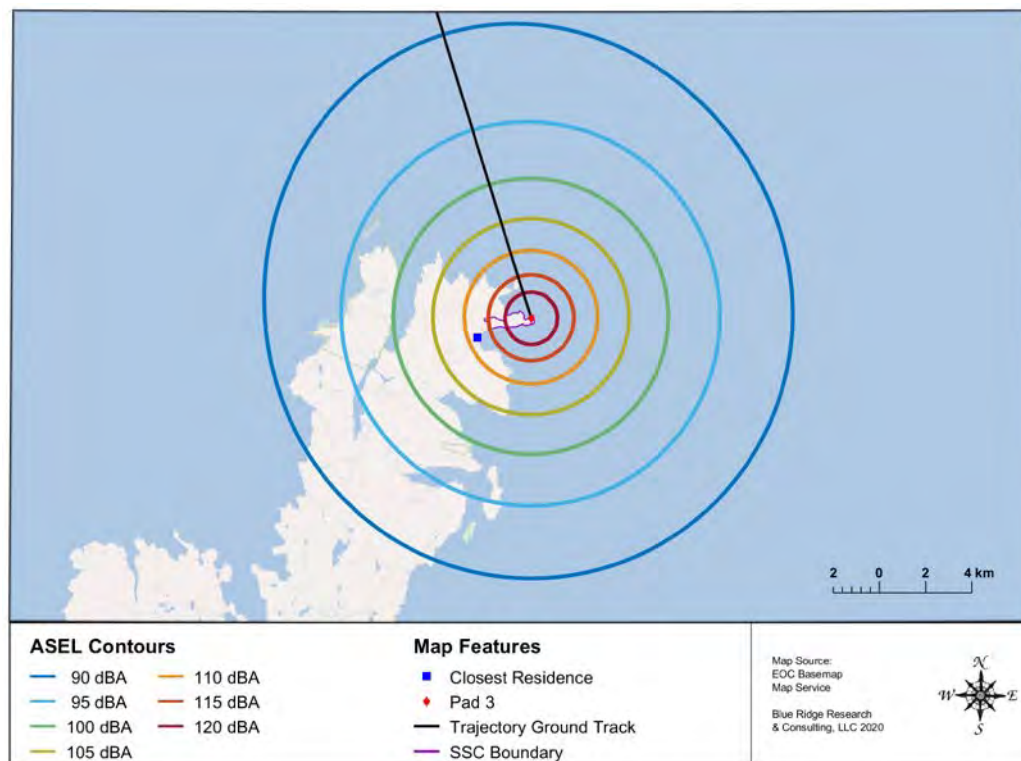 2 0 2 4 km
ASEL Contours
90 dBA
95 dBA
100 dBA
105 dBA
110 dBA
115 dBA
120 dBA
Map Features
Closest Residence
Pad 3
Trajectory Ground Track
SSC Boundary
Map Source:
EOC Basemap
Map Service
Blue Ridge Research
& Consulting, LLC 2020
N
W E
S